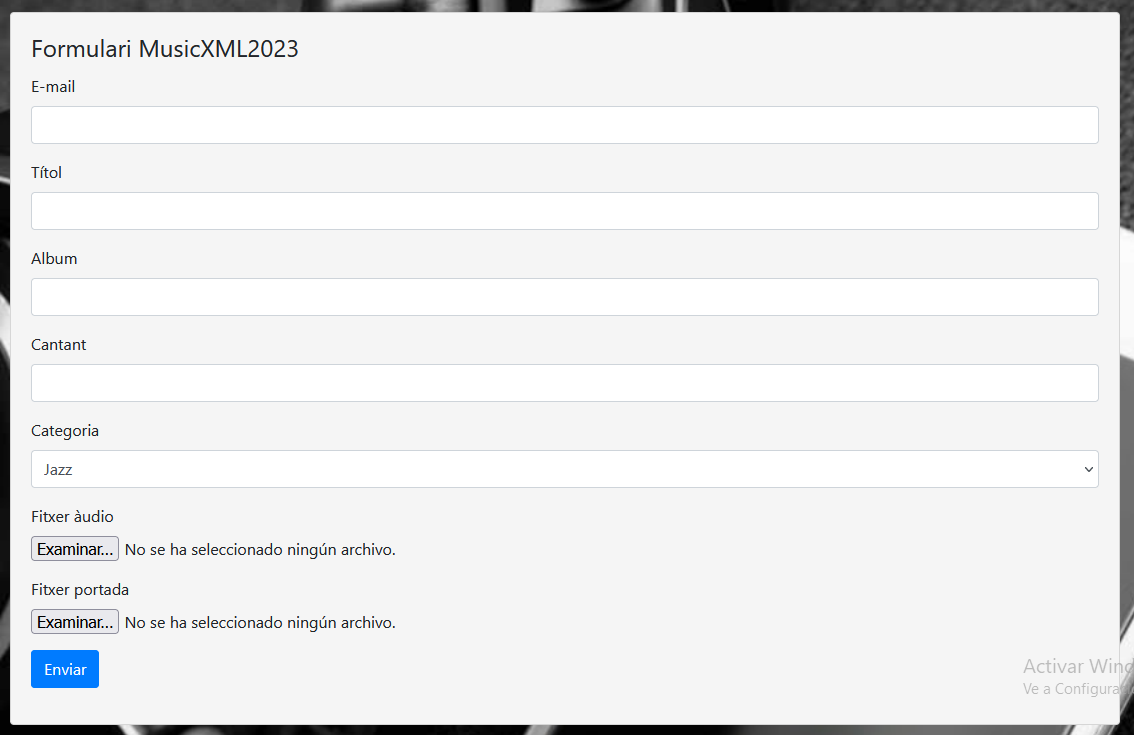 Formulari MusicXML2023
E-mail
Títol
Album
Cantant
Categoria
Jazz
Fitxer àudio
Examinar... No se ha seleccionado ningún archivo.
Fitxer portada
Examinar... No se ha seleccionado ningún archivo.
Enviar
Activar Wind
Ve a Configura